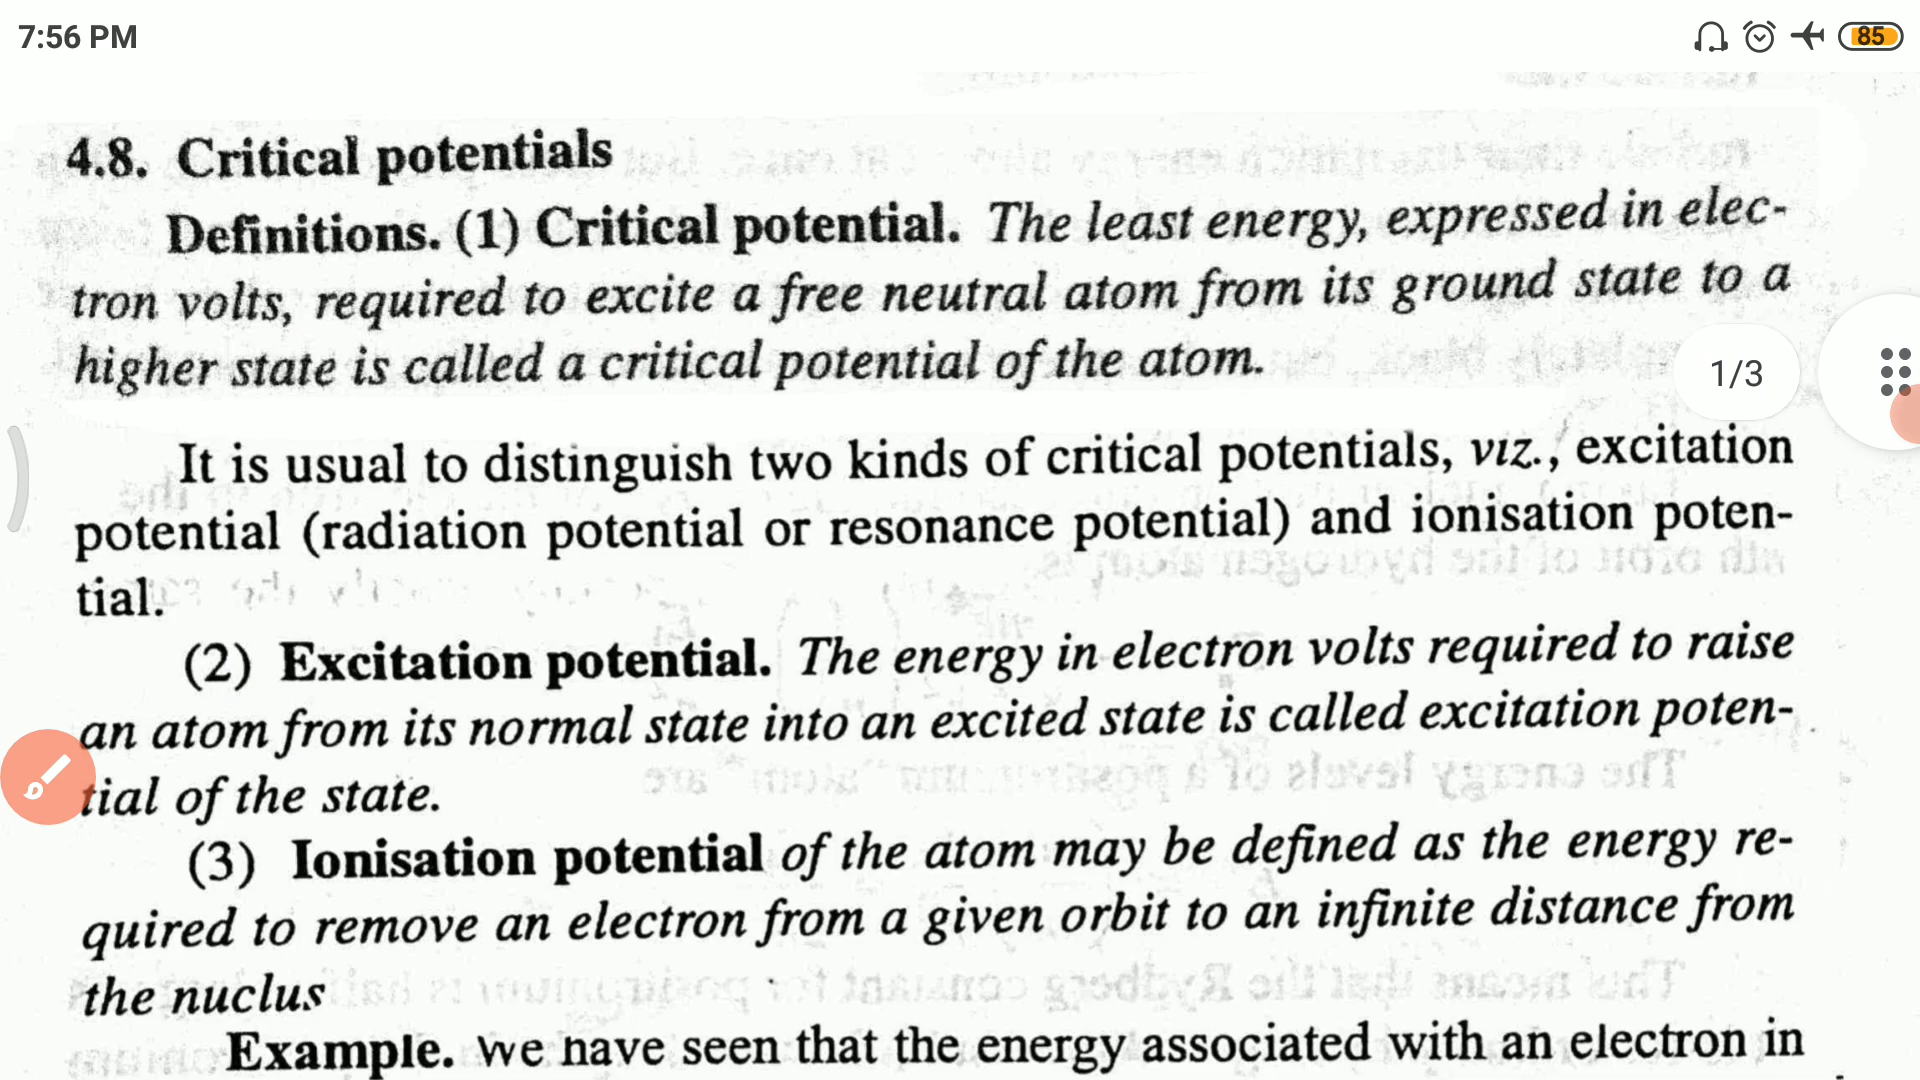 7:56 PM
85
4.8. Critical potentials
Definitions. (1) Critical potential. The least energy, expressed in elec-
tron volts, required to excite a free neutral atom from its ground state to a
higher state is called a critical potential of the atom.
1/3
It is usual to distinguish two kinds of critical potentials, viz., excitation
potential (radiation potential or resonance potential) and ionisation poten-
tial.
(2) Excitation potential. The energy in electron volts required to raise
an atom from its normal state into an excited state is called excitation poten-
tial of the state.
(3) Ionisation potential of the atom may be defined as the energy re-
quired to remove an electron from a given orbit to an infinite distance from
the nuclus
Example. We have seen that the energy associated with an electron in